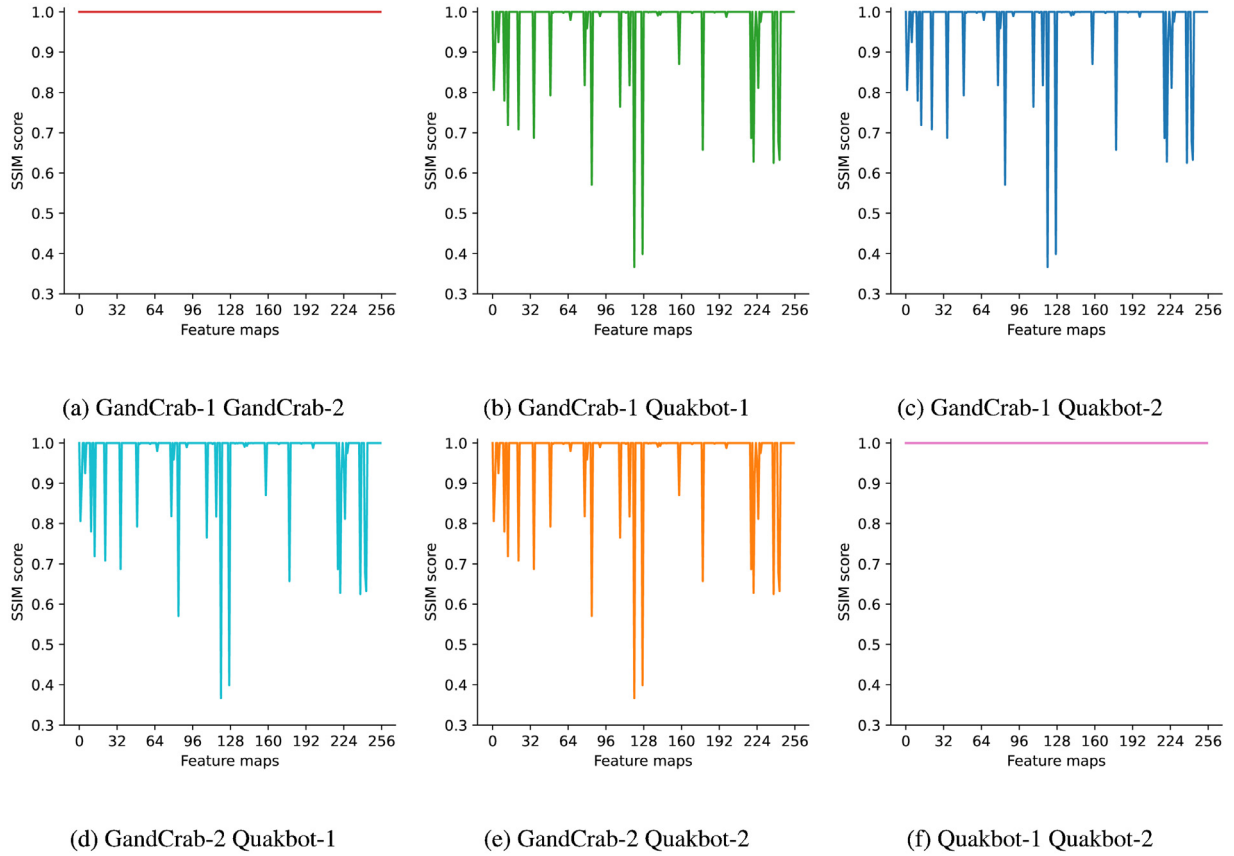 1.0
0.9
0.8
0.7
0.6
0.5
0.4
0.3
SSIM score
0 32 64 96 128 160 192 224 256
Feature maps
(a) GandCrab-1 GandCrab-2
1.0
0.9
0.8
0.7
0.6
0.5
0.4
0.3
SSIM score
0 32 64 96 128 160 192 224 256
Feature maps
(b) GandCrab-1 Quakbot-1
1.0
0.9
0.8
0.7
0.6
0.5
0.4
0.3
SSIM score
0 32 64 96 128 160 192 224 256
Feature maps
(c) GandCrab-1 Quakbot-2
1.0
0.9
0.8
0.7
0.6
0.5
0.4
0.3
SSIM score
0 32 64 96 128 160 192 224 256
Feature maps
(d) GandCrab-2 Quakbot-1
1.0
0.9
0.8
0.7
0.6
0.5
0.4
0.3
SSIM score
0 32 64 96 128 160 192 224 256
Feature maps
(e) GandCrab-2 Quakbot-2
1.0
0.9
0.8
0.7
0.6
0.5
0.4
0.3
SSIM score
0 32 64 96 128 160 192 224 256
Feature maps
(f) Quakbot-1 Quakbot-2